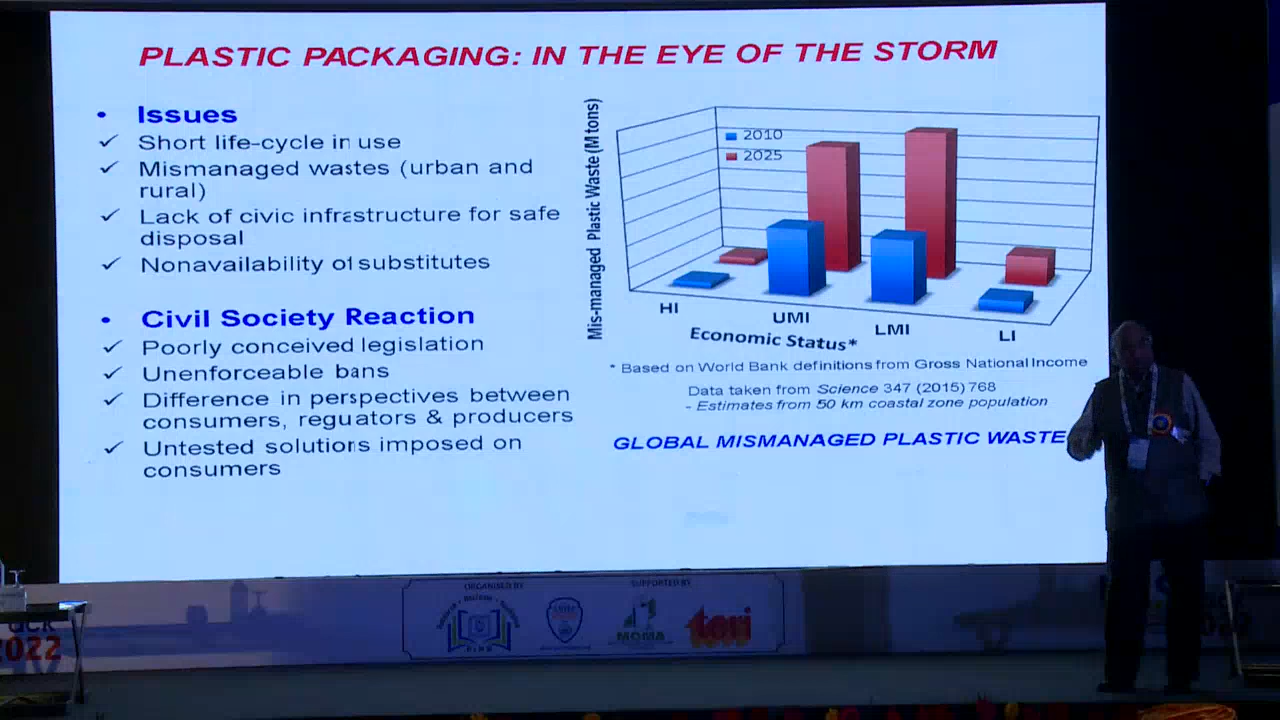 PLASTIC PACKAGING: IN THE EYE OF THE STORM
• Issues
✓ Short life-cycle in use
✓ Mismanaged wastes (urban and
rural)
✓ Lack of civic infrastructure for safe
disposal
✓ Nonavailability of substitutes
• Civil Society Reaction
✓ Poorly conceived legislation
✓ Unenforceable bans
✓ Difference in perspectives between
consumers, reguators & producers
✓ Untested solutions imposed on
consumers
Mis-managed Plastic Waste (M tons)
2010
2025
HI
UMI
LMI
LI
Economic Status*
* Based on World Bank definitions from Gross National Income
Data taken from Science 347 (2015) 768
- Estimates from 50 km coastal zone population
GLOBAL MISMANAGED PLASTIC WASTE
ORGANISED BY
SUPPORTED BY
MOMA
teri
2022